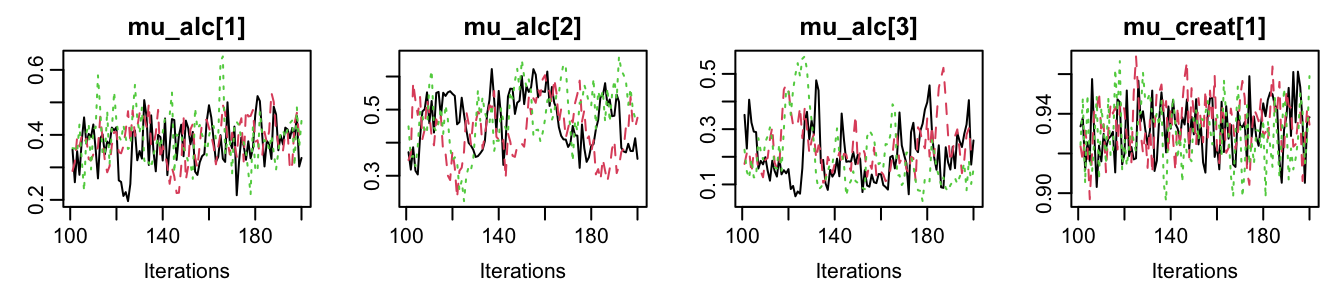 mu_alc[1]
0.6
0.4
0.2
100 140 180
Iterations
mu_alc[2]
0.5
0.3
100 140 180
Iterations
mu_alc[3]
0.5
0.3
0.1
100 140 180
Iterations
mu_creat[1]
0.94
0.90
100 140 180
Iterations